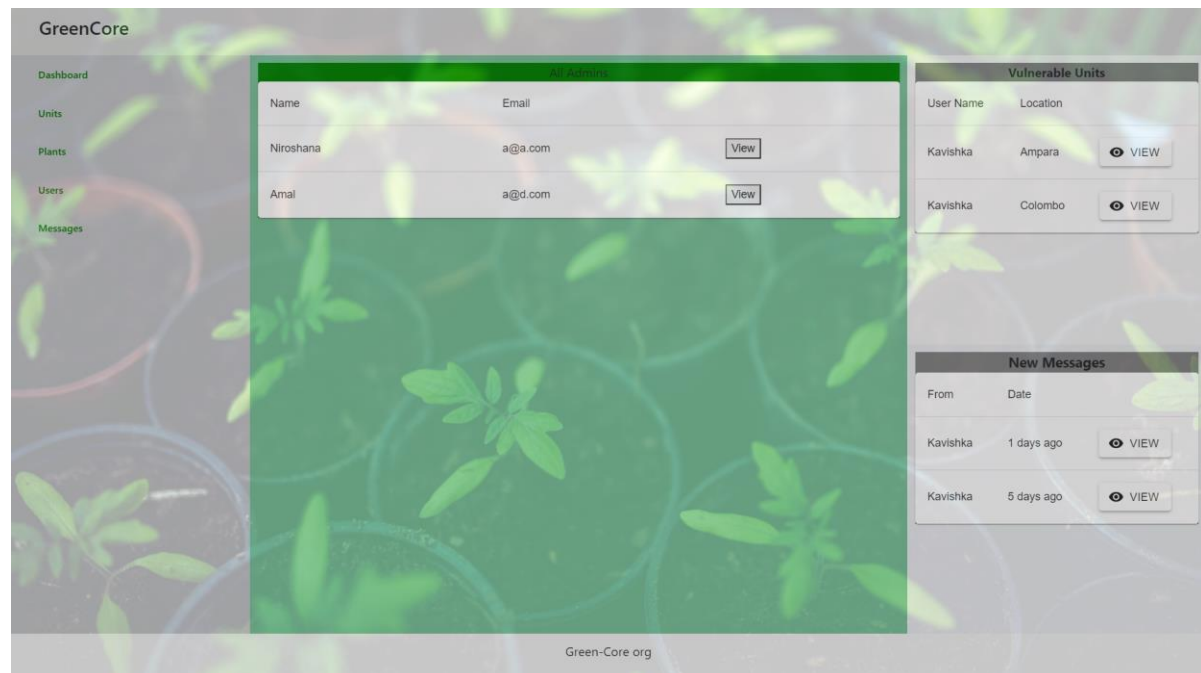 GreenCore
Dashboard
Units
Plants
Users
Messages
All Admins
Name Email
Niroshana a@a.com View
Amal a@d.com View
Vulnerable Units
User Name Location
Kavishka Ampara VIEW
Kavishka Colombo VIEW
New Messages
From Date
Kavishka 1 days ago VIEW
Kavishka 5 days ago VIEW
Green-Core org